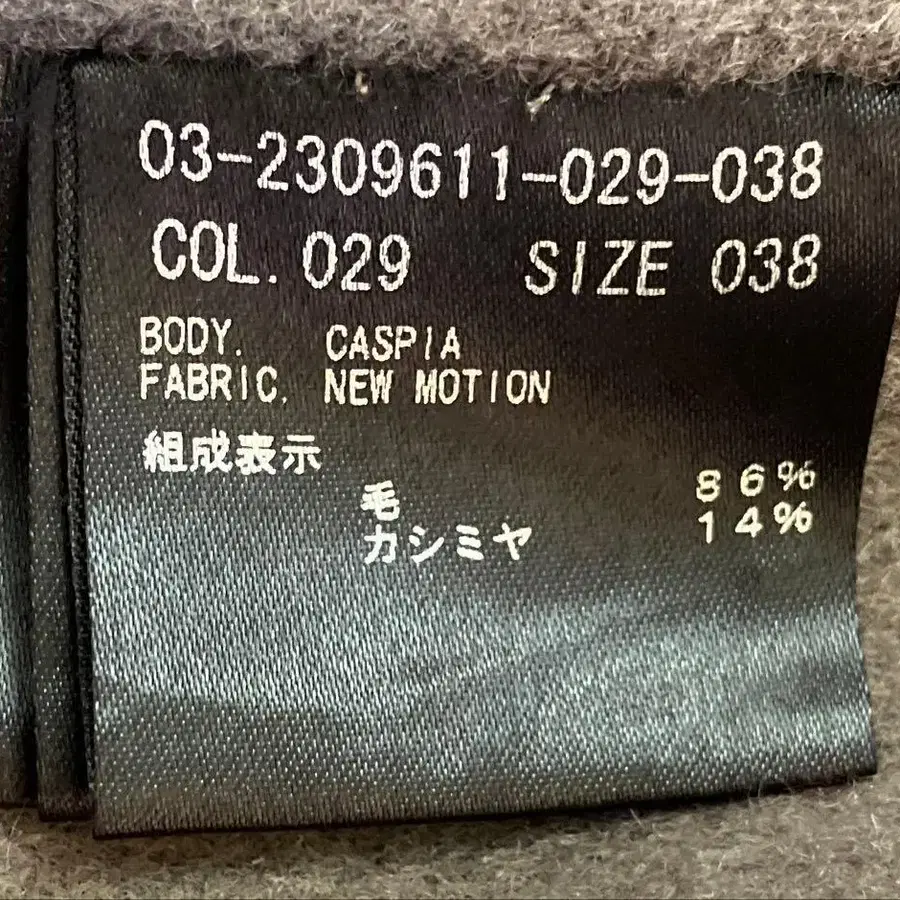 03-2309611-029-038
COL. 029 SIZE 038
BODY. CASPIA
FABRIC. NEW MOTION
組成表示
毛 86%
カシミヤ 14%